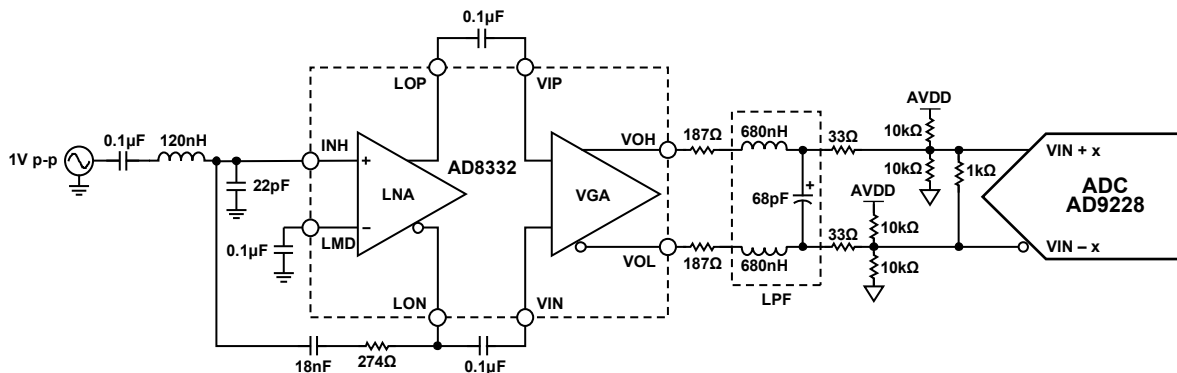 0.1µF
LOP
VIP
AVDD
0.1µF
120nH
187Ω
680nH
33Ω
10kΩ
1V p-p
INH
+
AD8332
VOH
VIN + x
22pF
LNA
VGA
68pF
+
10kΩ
1kΩ
ADC
AD9228
AVDD
0.1µF
LMD
–
10kΩ
33Ω
187Ω
680nH
VOL
VIN – x
10kΩ
LON
VIN
LPF
18nF
274Ω
0.1µF